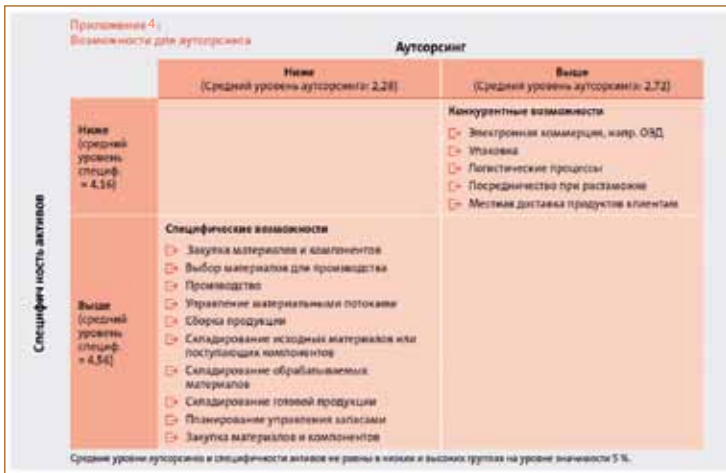 Приложение 4:
Возможности для аутсорсинга
Аутсорсинг
Ниже
(Средний уровень аутсорсинга: 2,28)
Выше
(Средний уровень аутсорсинга: 2,72)
Специфич ность активов
Ниже
(средний
уровень
специф.
= 4,16)
Конкурентные возможности
Электронная коммерция, напр. ОЭД
Упаковка
Логистические процессы
Посредничество при растаможке
Местная доставка продуктов клиентам
Выше
(средний
уровень
специф.
= 4,56)
Специфические возможности
Закупка материалов и компонентов
Выбор материалов для производства
Производство
Управление материальными потоками
Сборка продукции
Складирование исходных материалов или
поступающих компонентов
Складирование обрабатываемых
материалов
Складирование готовой продукции
Планирование управления запасами
Закупка материалов и компонентов
Средние уровни аутсорсинга и специфичности активов не равны в низких и высоких группах на уровне значимости 5 %.